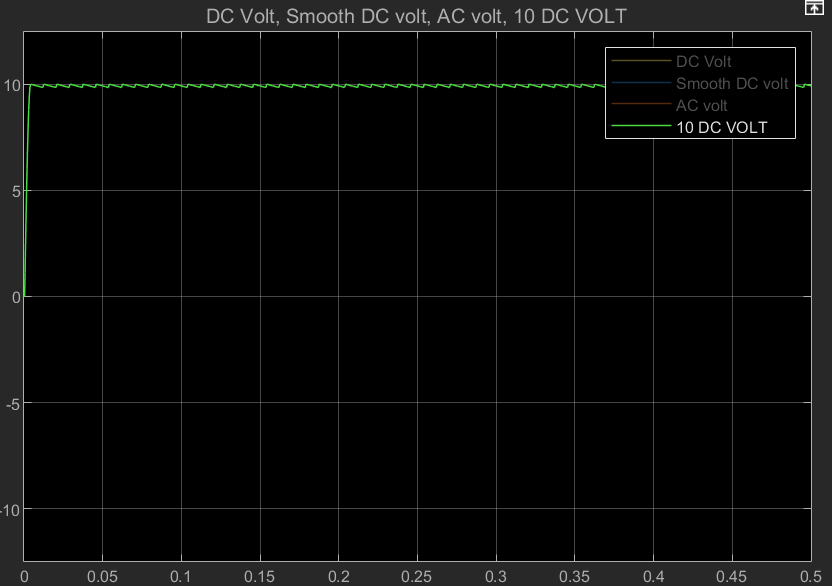 DC Volt, Smooth DC volt, AC volt, 10 DC VOLT
DC Volt
Smooth DC volt
AC volt
10 DC VOLT
10
5
0
-5
-10
0 0.05 0.1 0.15 0.2 0.25 0.3 0.35 0.4 0.45 0.5